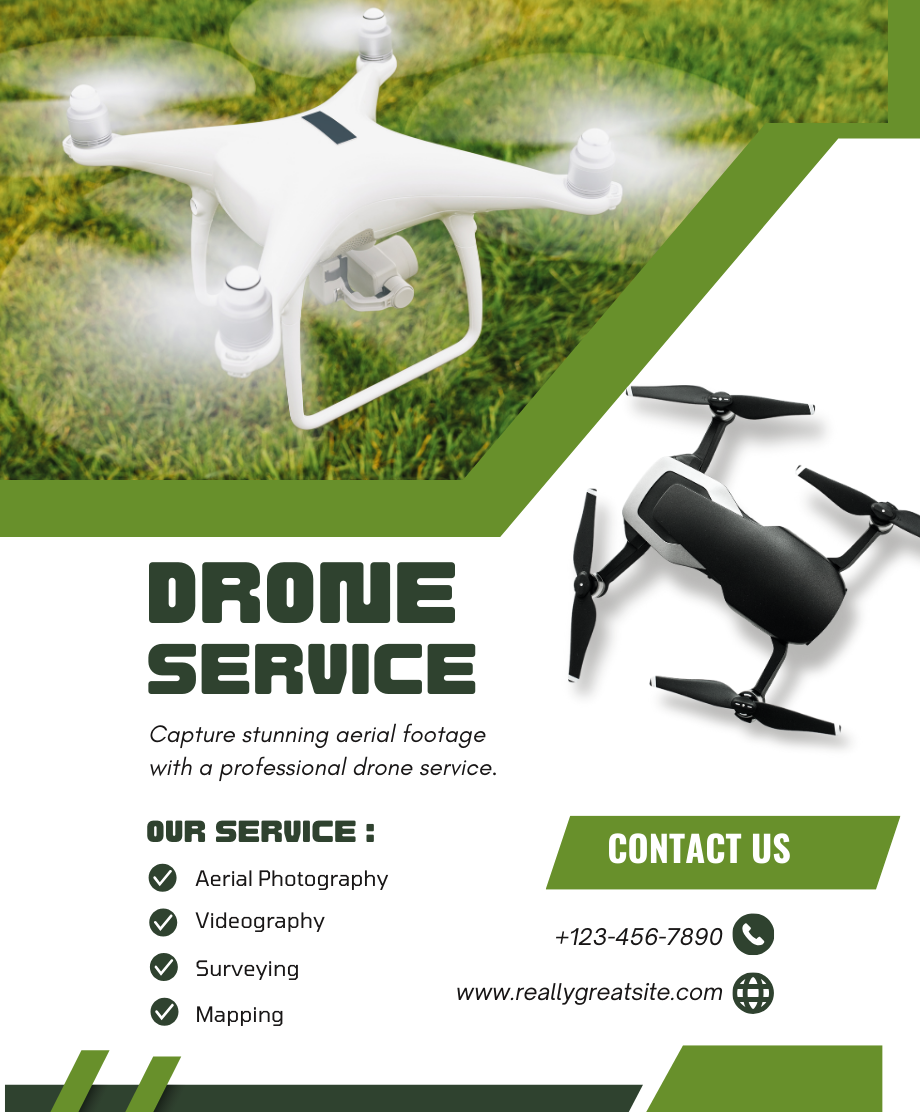 DRONE
SERVICE
Capture stunning aerial footage
with a professional drone service.
OUR SERVICE :
Aerial Photography
Videography
Surveying
Mapping
CONTACT US
+123-456-7890
www.reallygreatsite.com